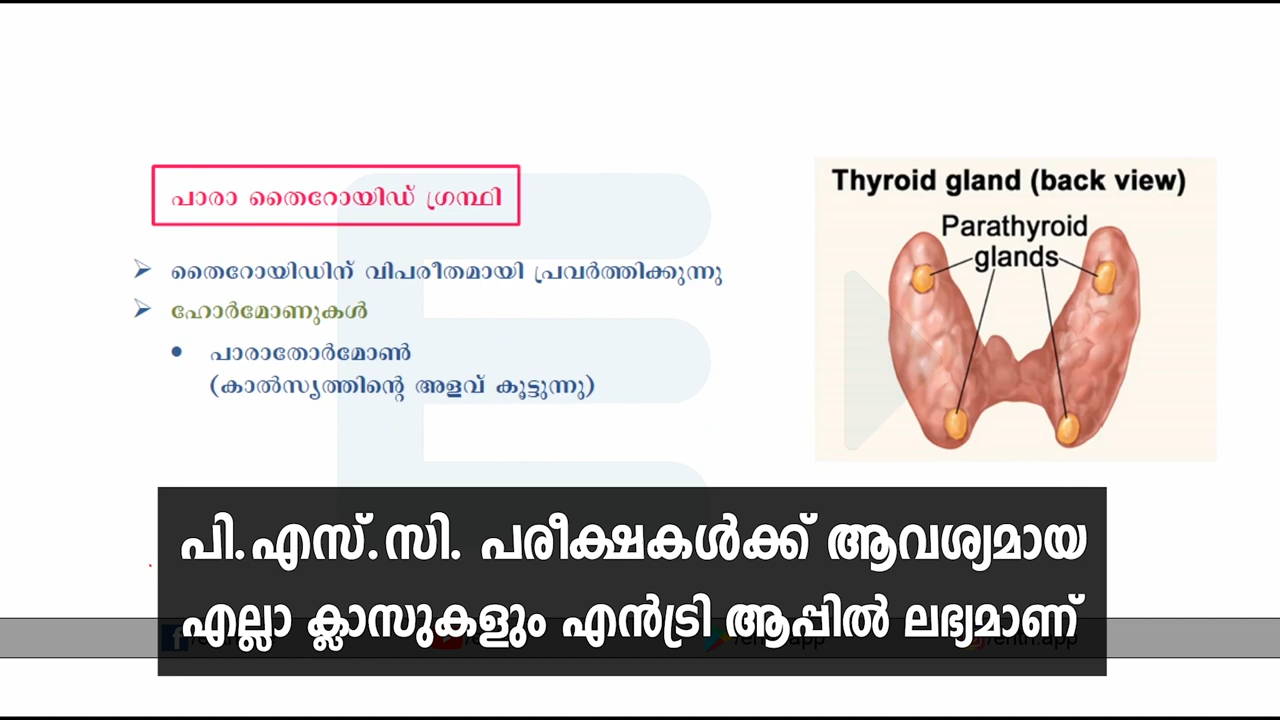 പാരാ തൈറോയിഡ് ഗ്രന്ഥി
തൈറോയിഡിന് വിപരീതമായി പ്രവർത്തിക്കുന്നു
ഹോർമോണുകൾ
പാരാതോർമോൺ
(കാൽസ്യത്തിന്റെ അളവ് കൂട്ടുന്നു)
Thyroid gland (back view)
Parathyroid
glands
പി.എസ്.സി. പരീക്ഷകൾക്ക് ആവശ്യമായ
എല്ലാ ക്ലാസുകളും എൻട്രി ആപ്പിൽ ലഭ്യമാണ്